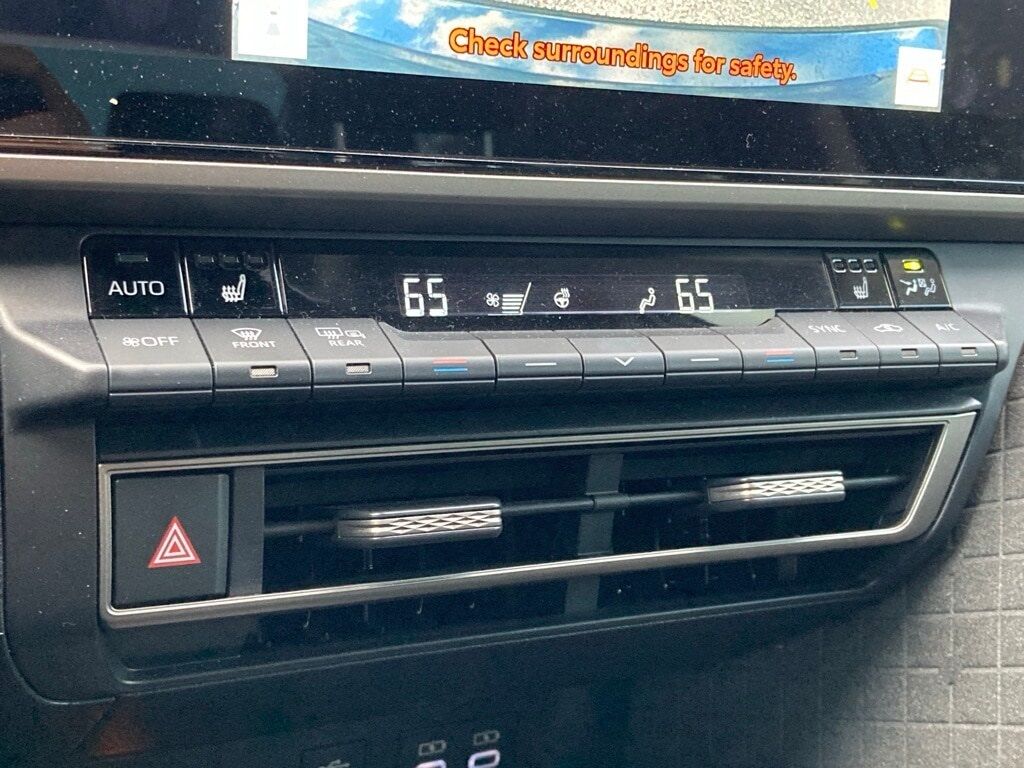 Check surroundings for safety.
AUTO
65
65
OFF
FRONT
REAR
SYNC
A/C